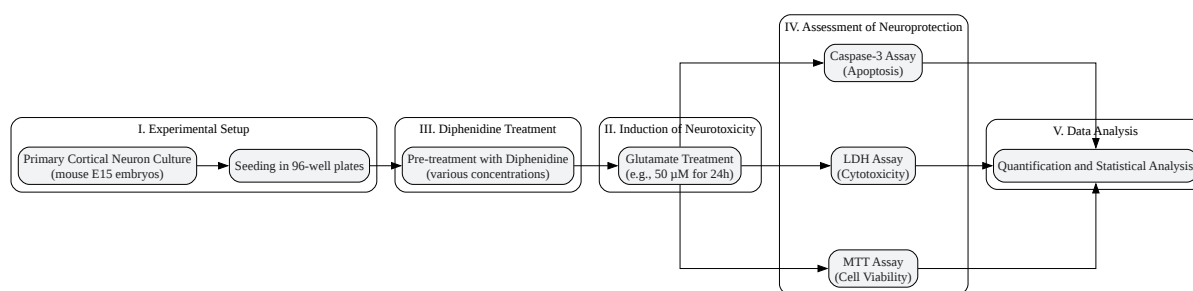 I. Experimental Setup
Primary Cortical Neuron Culture
(mouse E15 embryos)
Seeding in 96-well plates
III. Diphenidine Treatment
Pre-treatment with Diphenidine
(various concentrations)
II. Induction of Neurotoxicity
Glutamate Treatment
(e.g., 50 µM for 24h)
IV. Assessment of Neuroprotection
Caspase-3 Assay
(Apoptosis)
LDH Assay
(Cytotoxicity)
MTT Assay
(Cell Viability)
V. Data Analysis
Quantification and Statistical Analysis